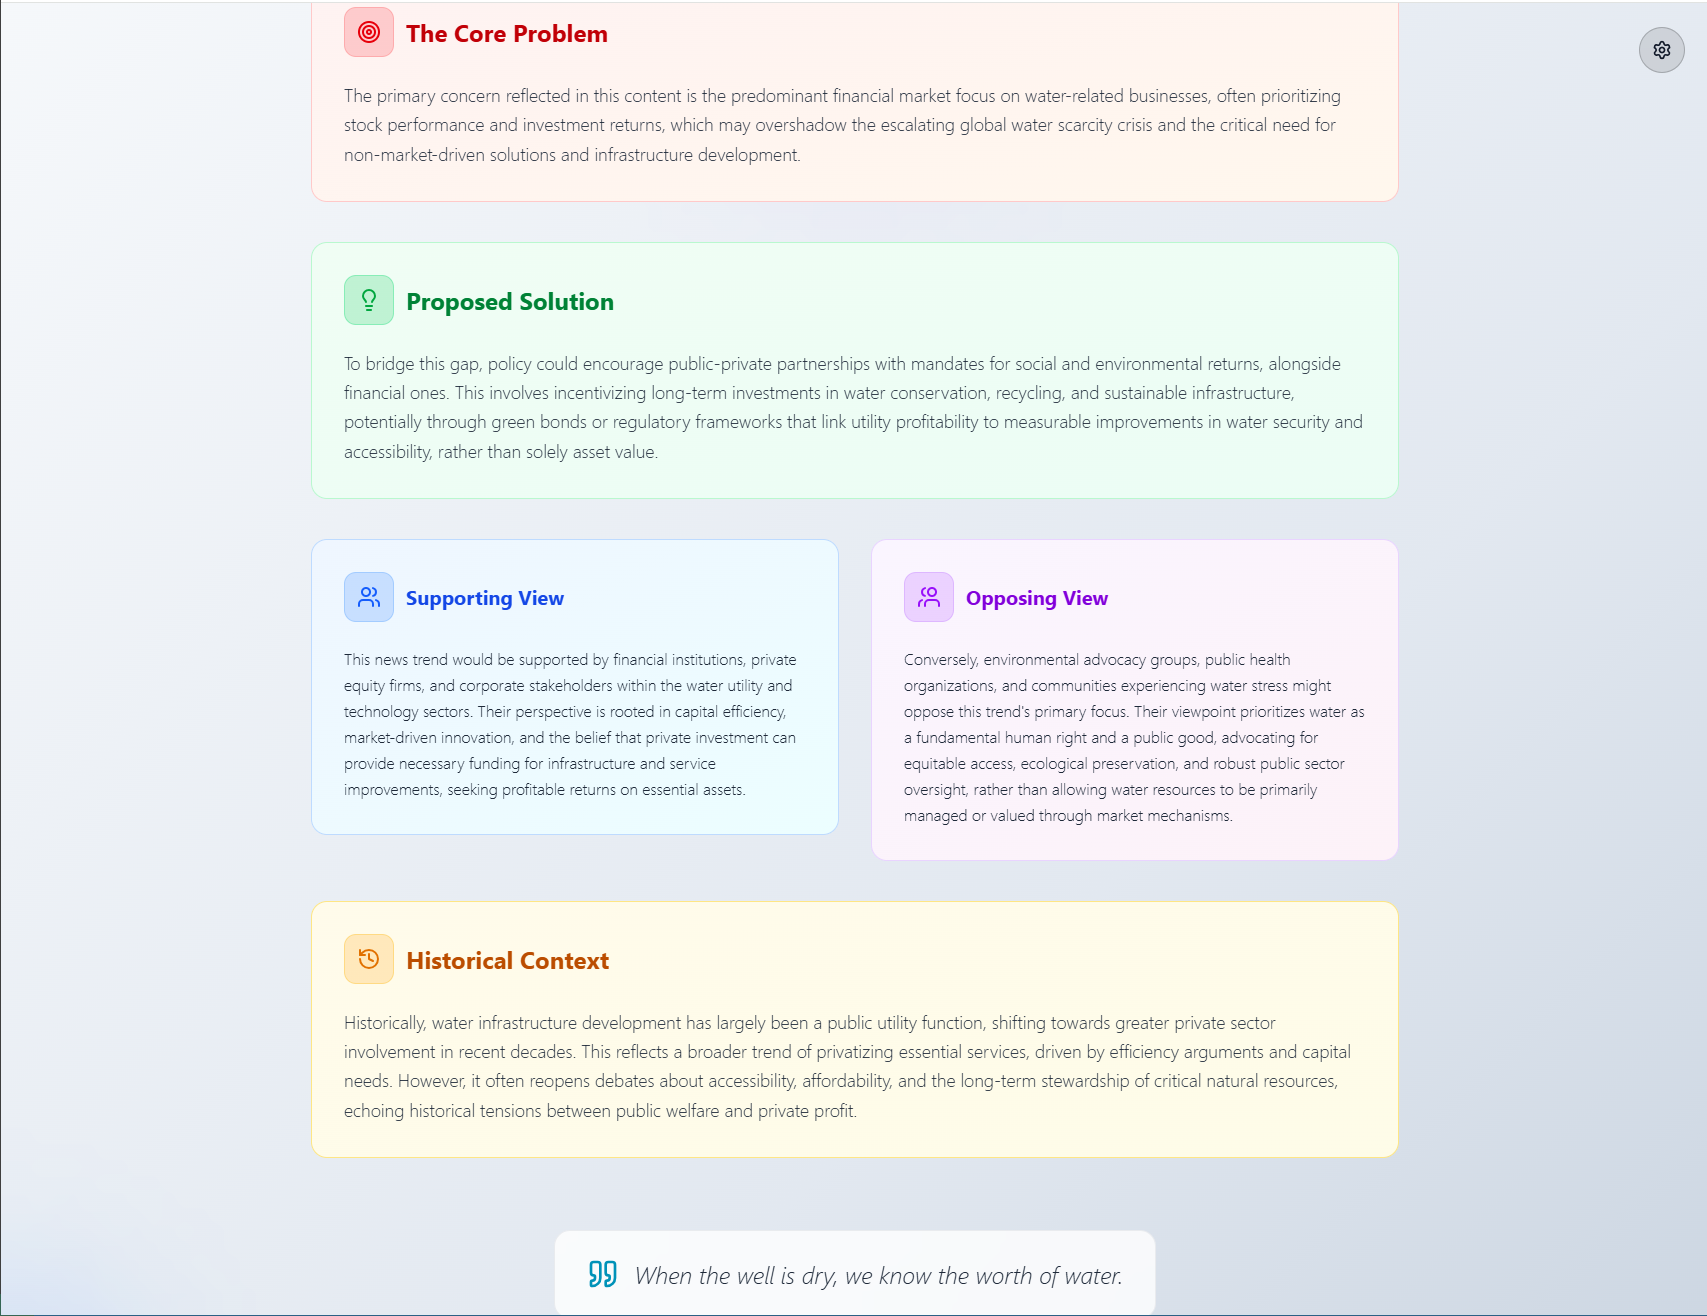 The Core Problem
The primary concern reflected in this content is the predominant financial market focus on water-related businesses, often prioritizing
stock performance and investment returns, which may overshadow the escalating global water scarcity crisis and the critical need for
non-market-driven solutions and infrastructure development.
Proposed Solution
To bridge this gap, policy could encourage public-private partnerships with mandates for social and environmental returns, alongside
financial ones. This involves incentivizing long-term investments in water conservation, recycling, and sustainable infrastructure,
potentially through green bonds or regulatory frameworks that link utility profitability to measurable improvements in water security and
accessibility, rather than solely asset value.
Supporting View
This news trend would be supported by financial institutions, private
equity firms, and corporate stakeholders within the water utility and
technology sectors. Their perspective is rooted in capital efficiency,
market-driven innovation, and the belief that private investment can
provide necessary funding for infrastructure and service
improvements, seeking profitable returns on essential assets.
Opposing View
Conversely, environmental advocacy groups, public health
organizations, and communities experiencing water stress might
oppose this trend's primary focus. Their viewpoint prioritizes water as
a fundamental human right and a public good, advocating for
equitable access, ecological preservation, and robust public sector
oversight, rather than allowing water resources to be primarily
managed or valued through market mechanisms.
Historical Context
Historically, water infrastructure development has largely been a public utility function, shifting towards greater private sector
involvement in recent decades. This reflects a broader trend of privatizing essential services, driven by efficiency arguments and capital
needs. However, it often reopens debates about accessibility, affordability, and the long-term stewardship of critical natural resources,
echoing historical tensions between public welfare and private profit.
When the well is dry, we know the worth of water.